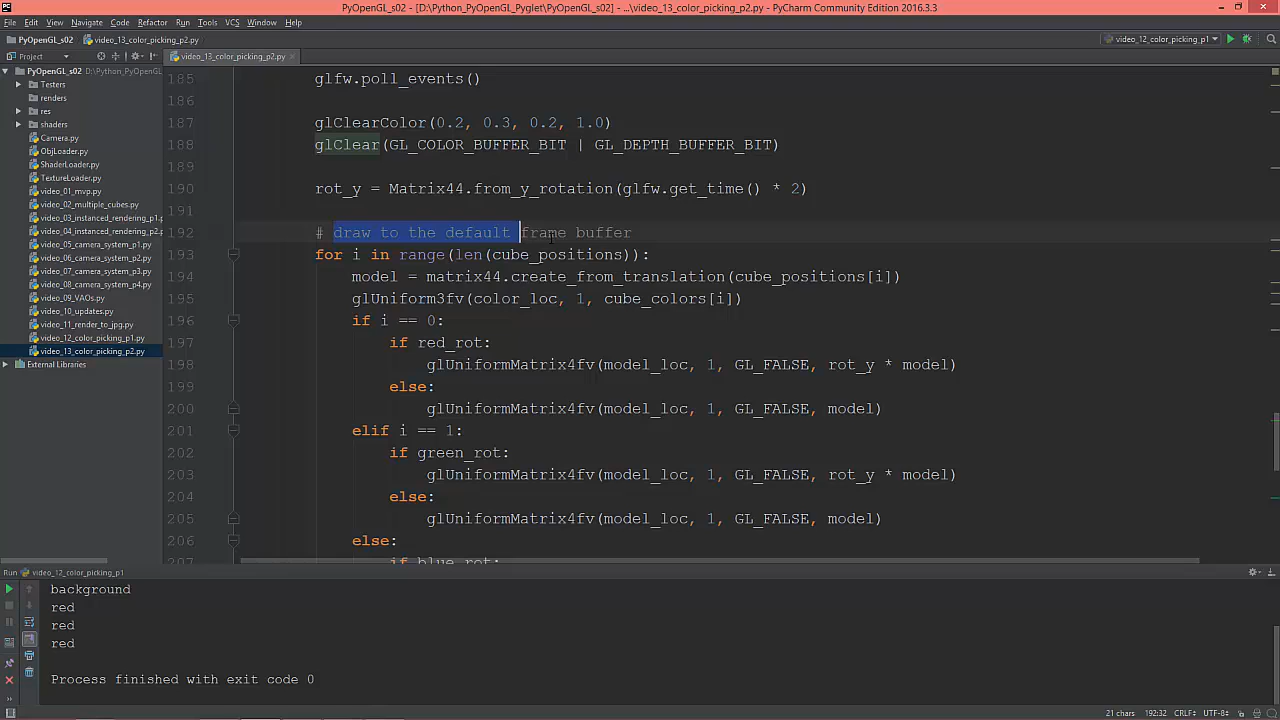 PyOpenGL_s02 - [D:\Python_PyOpenGL_Pyglet\PyOpenGL_s02] - ...\video_13_color_picking_p2.py - PyCharm Community Edition 2016.3.3
File Edit View Navigate Code Refactor Run Tools VCS Window Help
PyOpenGL_s02 video_13_color_picking_p2.py video_12_color_picking_p1
Project video_13_color_picking_p2.py
PyOpenGL_s02 D:\Python_PyOpenGL
Testers
renders
res
shaders
Camera.py
ObjLoader.py
ShaderLoader.py
TextureLoader.py
video_01_mvp.py
video_02_multiple_cubes.py
video_03_instanced_rendering_p1.
video_04_instanced_rendering_p2.
video_05_camera_system_p1.py
video_06_camera_system_p2.py
video_07_camera_system_p3.py
video_08_camera_system_p4.py
video_09_VAOs.py
video_10_updates.py
video_11_render_to_jpg.py
video_12_color_picking_p1.py
video_13_color_picking_p2.py
External Libraries
185 glfw.poll_events()
186
187 glClearColor(0.2, 0.3, 0.2, 1.0)
188 glClear(GL_COLOR_BUFFER_BIT | GL_DEPTH_BUFFER_BIT)
189
190 rot_y = Matrix44.from_y_rotation(glfw.get_time() * 2)
191
192 # draw to the default frame buffer
193 for i in range(len(cube_positions)):
194 model = matrix44.create_from_translation(cube_positions[i])
195 glUniform3fv(color_loc, 1, cube_colors[i])
196 if i == 0:
197 if red_rot:
198 glUniformMatrix4fv(model_loc, 1, GL_FALSE, rot_y * model)
199 else:
200 glUniformMatrix4fv(model_loc, 1, GL_FALSE, model)
201 elif i == 1:
202 if green_rot:
203 glUniformMatrix4fv(model_loc, 1, GL_FALSE, rot_y * model)
204 else:
205 glUniformMatrix4fv(model_loc, 1, GL_FALSE, model)
206 else:
207 if blue_rot:
Run video_12_color_picking_p1
background
red
red
red
Process finished with exit code 0
21 chars 192:32 CRLF÷ UTF-8÷